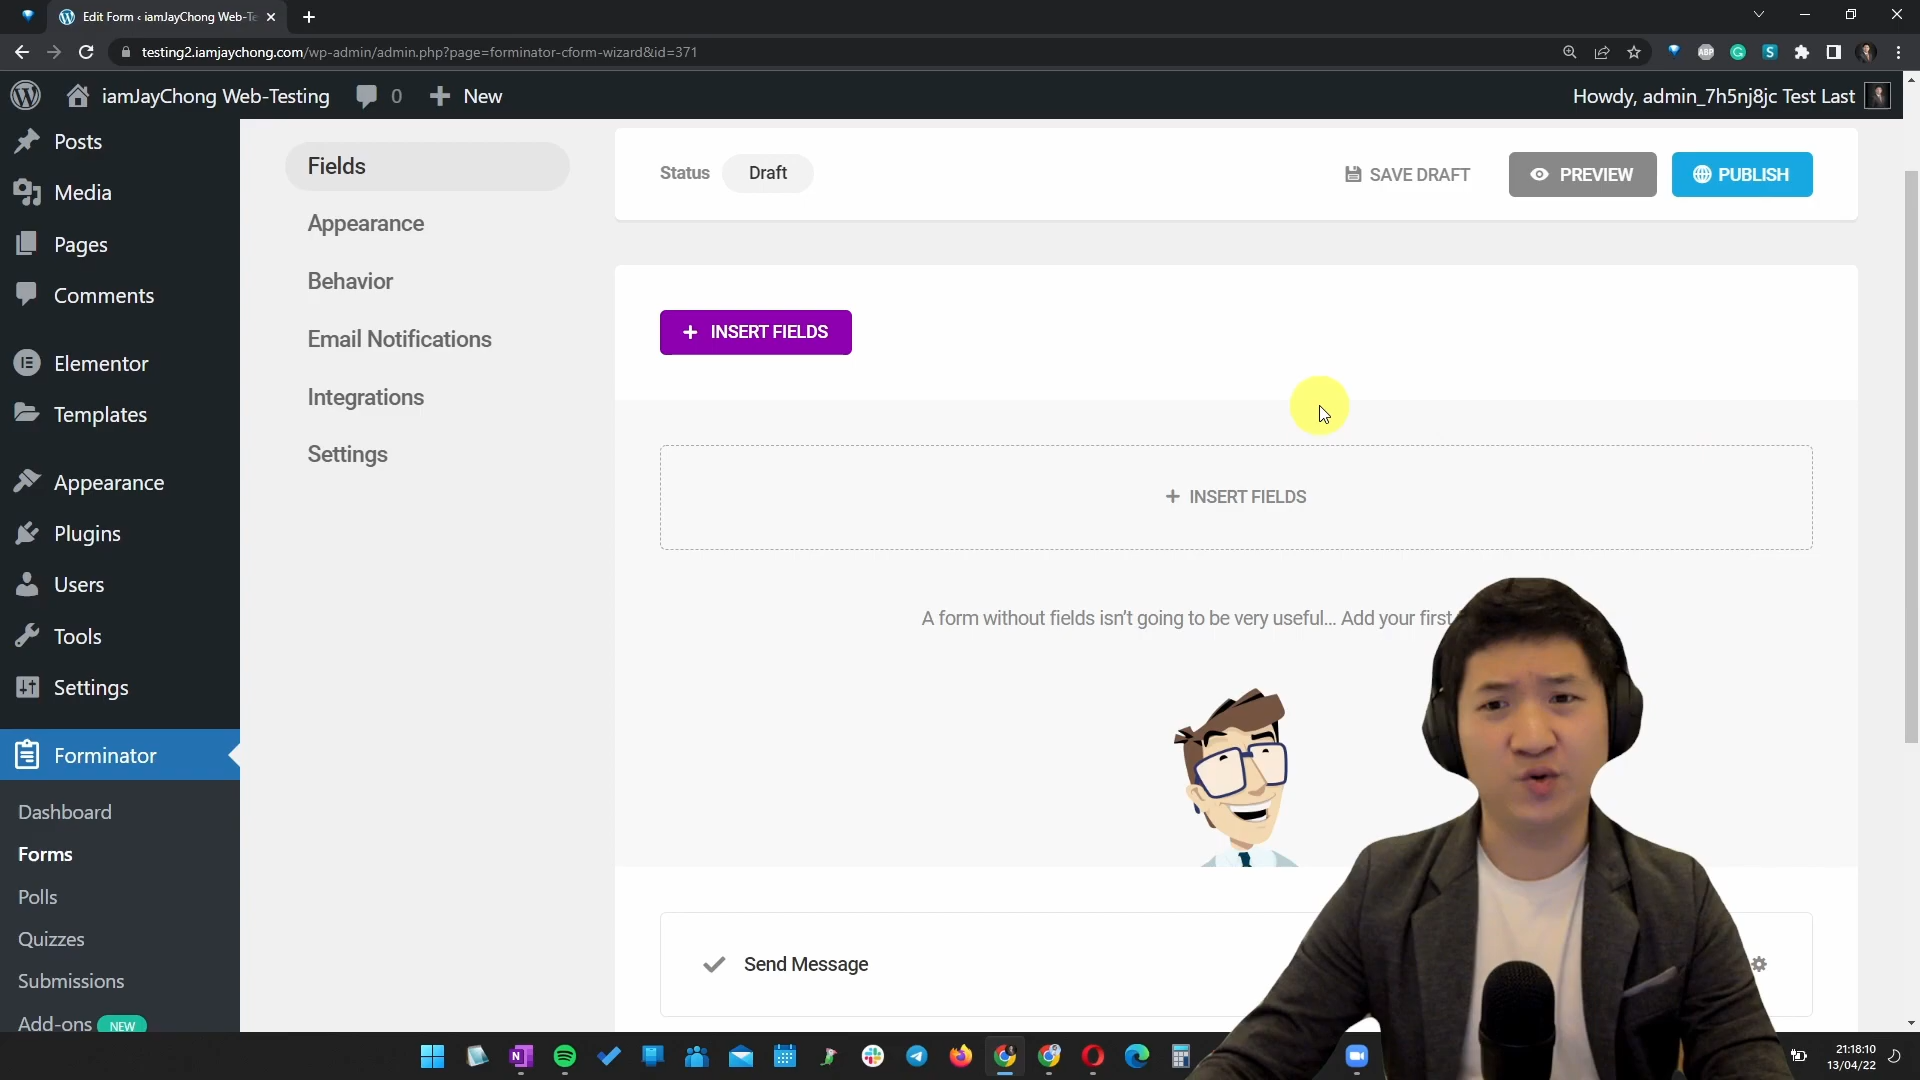 Edit Form ‹ iamJayChong Web-Te
testing2.iamjaychong.com/wp-admin/admin.php?page=forminator-cform-wizard&id=371
ABP
S
iamJayChong Web-Testing
0
New
Howdy, admin_7h5nj8jc Test Last
Posts
Media
Pages
Comments
Elementor
Templates
Appearance
Plugins
Users
Tools
Settings
Forminator
Dashboard
Forms
Polls
Quizzes
Submissions
Add-ons NEW
Fields
Appearance
Behavior
Email Notifications
Integrations
Settings
Status
Draft
SAVE DRAFT
PREVIEW
PUBLISH
+ INSERT FIELDS
+ INSERT FIELDS
A form without fields isn't going to be very useful... Add your first
Send Message
N
21:18:10
13/04/22